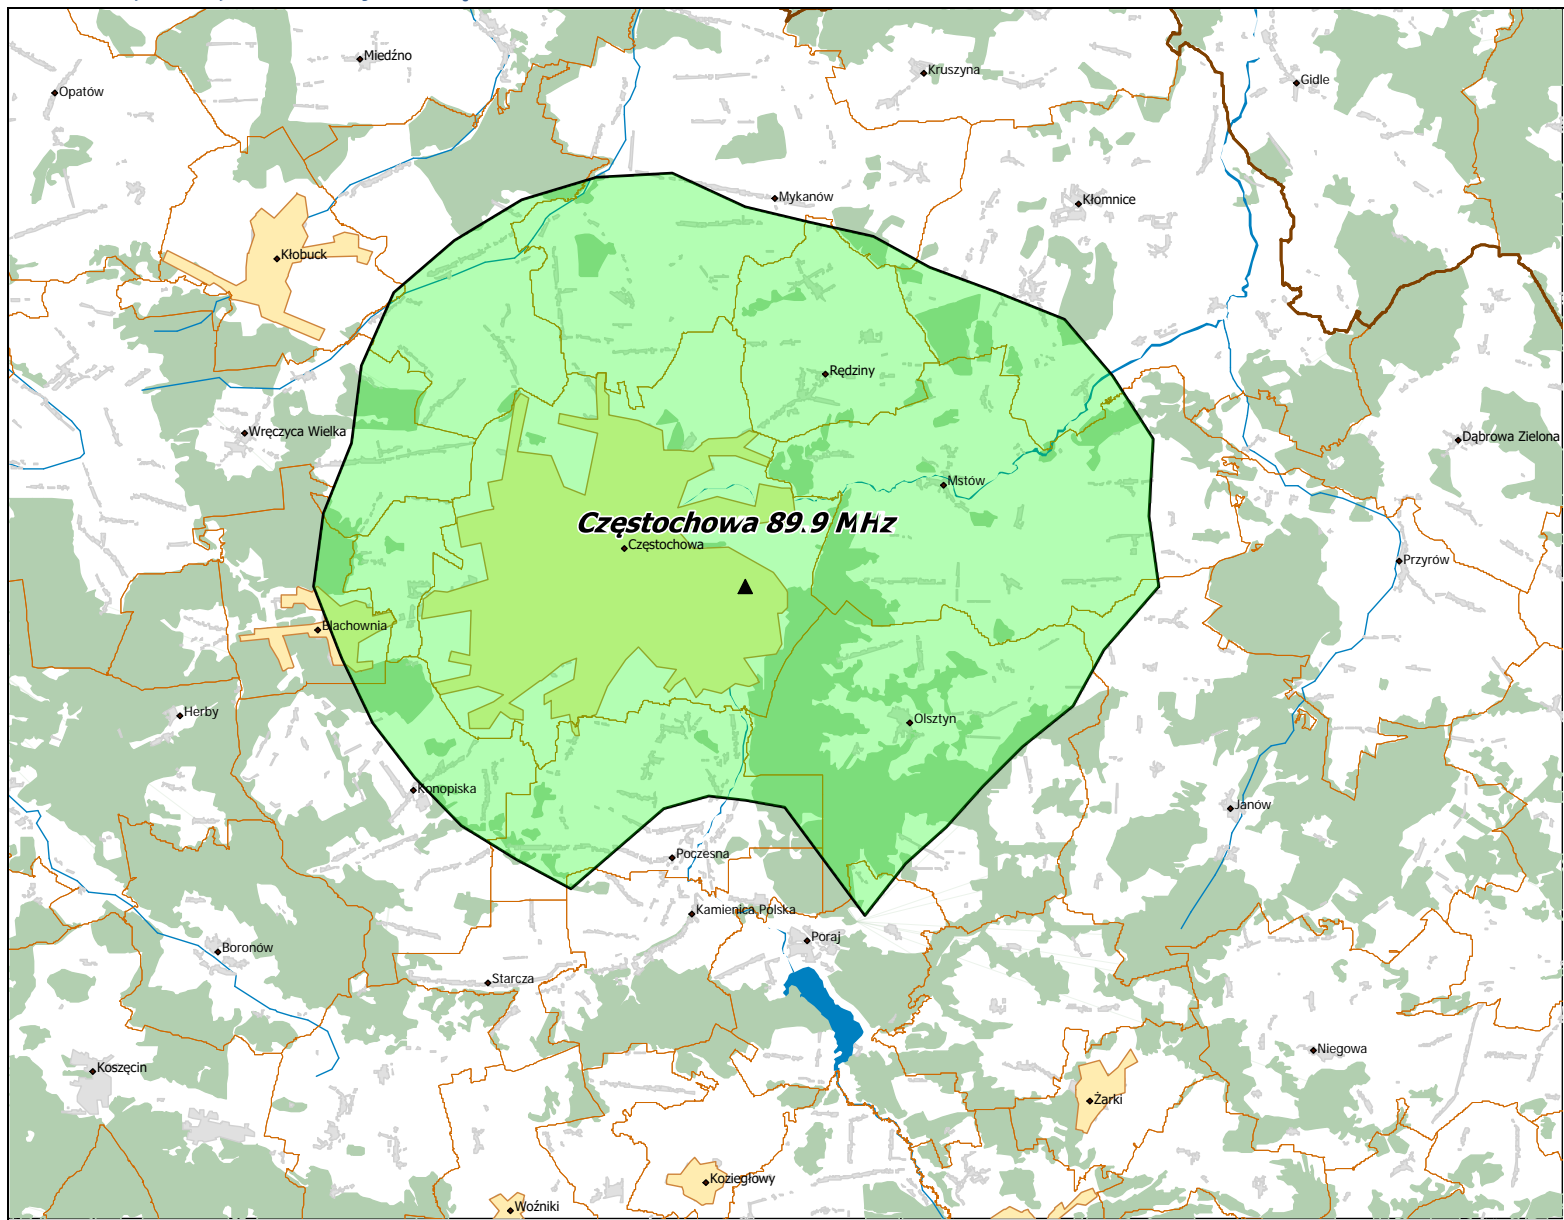 Miedźno
Kruszyna
Gidle
Opatów
Mykanów
Kłomnice
Kłobuck
Rędziny
Wręczyca Wielka
Dąbrowa Zielona
Mstów
Częstochowa 89.9 MHz
Częstochowa
Przyrów
Blachownia
Herby
Olsztyn
Konopiska
Janów
Poczesna
Kamienica Polska
Poraj
Boronów
Starcza
Niegowa
Koszęcin
Żarki
Koziegłowy
Woźniki